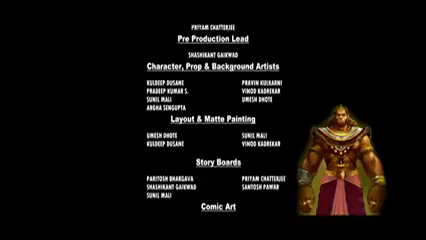 PRIYAM CHATTERJEE
Pre Production Lead
SHASHIKANT GAIKWAD
Character, Prop & Background Artists
KULDEEP DUSANE PRAVIN KULKARNI
PRADEEP KUMAR S. VINOD KADREKAR
SUNIL MALI UMESH DHOTE
ARGHA SENGUPTA
Layout & Matte Painting
UMESH DHOTE SUNIL MALI
KULDEEP DUSANE VINOD KADREKAR
Story Boards
PARITOSH BHARGAVA PRIYAM CHATTERJEE
SHASHIKANT GAIKWAD SANTOSH PAWAR
SUNIL MALI
Comic Art